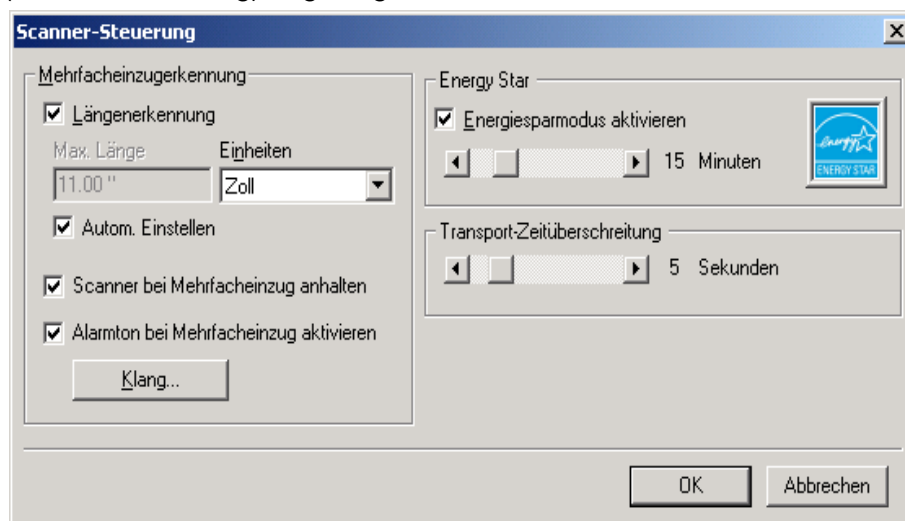 Scanner-Steuerung
Mehrfacheinzugerkennung
Längenerkennung
Max. Länge
Einheiten
11.00 "
Zoll
Autom. Einstellen
Scanner bei Mehrfacheinzug anhalten
Alarmton bei Mehrfacheinzug aktivieren
Klang...
Energy Star
Energiesparmodus aktivieren
15 Minuten
energy
ENERGY STAR
Transport-Zeitüberschreitung
5 Sekunden
OK
Abbrechen